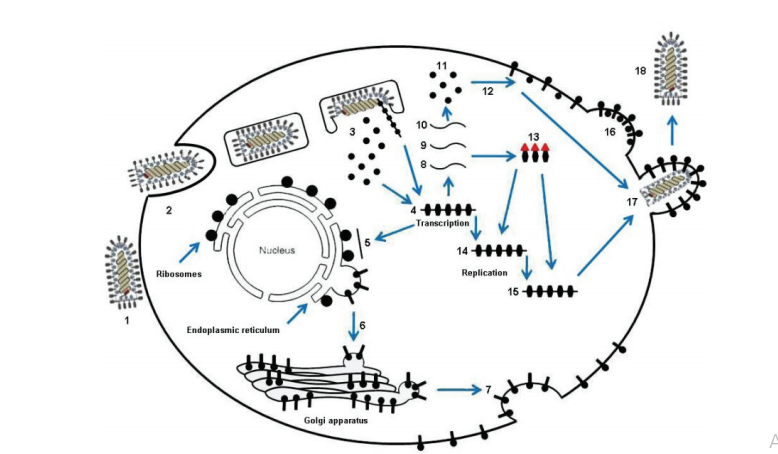 11
18
12
10
3
13
16
9
8
2
4
17
Transcription
Nucleus
5
14
Ribosomes
Replication
15
1
Endoplasmic reticulum
6
7
Golgi apparatus
A